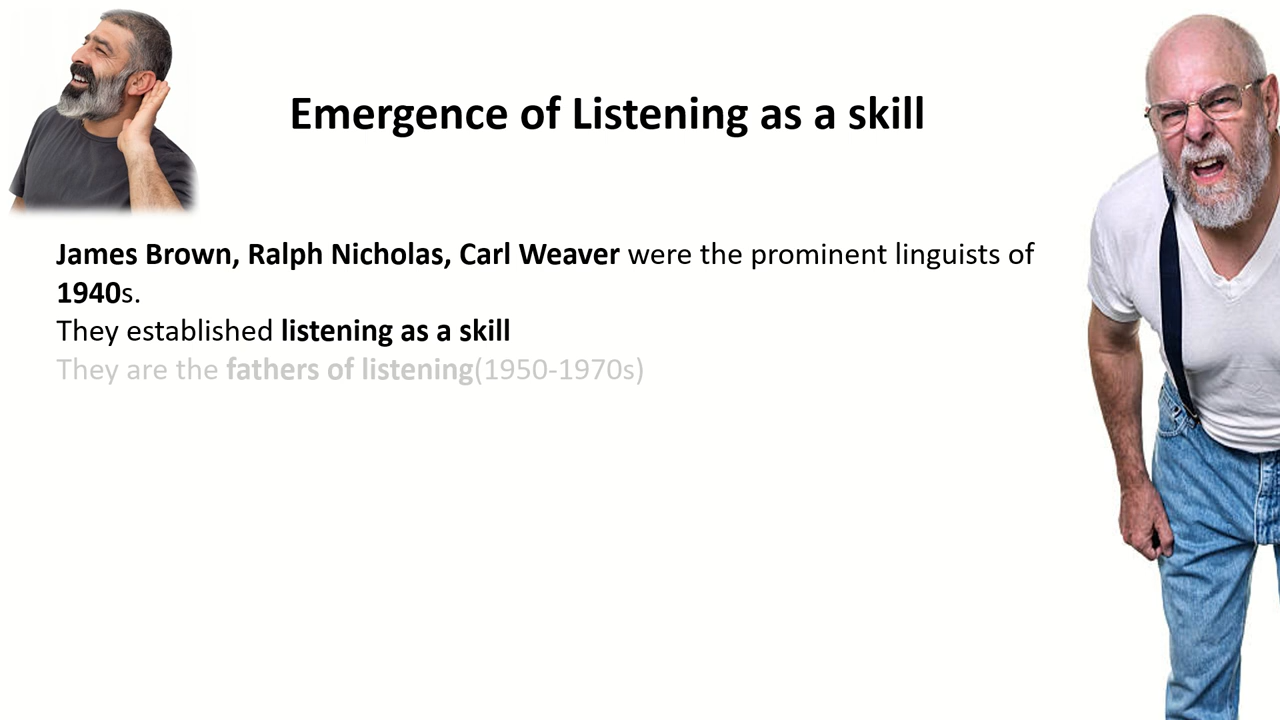 Emergence of Listening as a skill
James Brown, Ralph Nicholas, Carl Weaver were the prominent linguists of
1940s.
They established listening as a skill
They are the fathers of listening(1950-1970s)